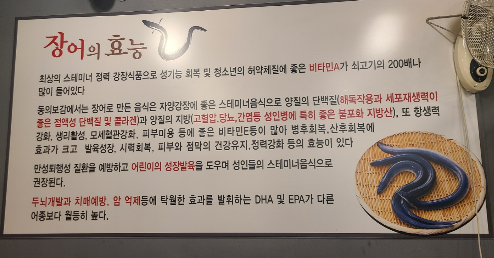 장어의 효능
최상의 스테미너 정력 강장식품으로 성기능 회복 및 청소년의 허약체질에 좋은 비타민A가 쇠고기의 200배나
많이 들어있다
동의보감에서는 장어로 만든 음식은 자양강장에 좋은 스테미너음식으로 양질의 단백질(해독작용과 세포재생력이
좋은 점액성 단백질 및 콜라겐)과 양질의 지방(고혈압,당뇨,간염등 성인병에 특히 좋은 불포화 지방산), 또 항생력
강화, 생리활성, 모세혈관강화, 피부미용 등에 좋은 비타민E등이 많아 병후회복,산후회복에
효과가 크고 발육성장, 시력회복, 피부와 점막의 건강유지,정력강화 등의 효능이 있다
만성퇴행성 질환을 예방하고 어린이의 성장발육을 도우며 성인들의 스테미너음식으로
권장된다.
두뇌개발과 치매예방, 암 억제등에 탁월한 효과를 발휘하는 DHA 및 EPA가 다른
어종보다 월등히 높다.